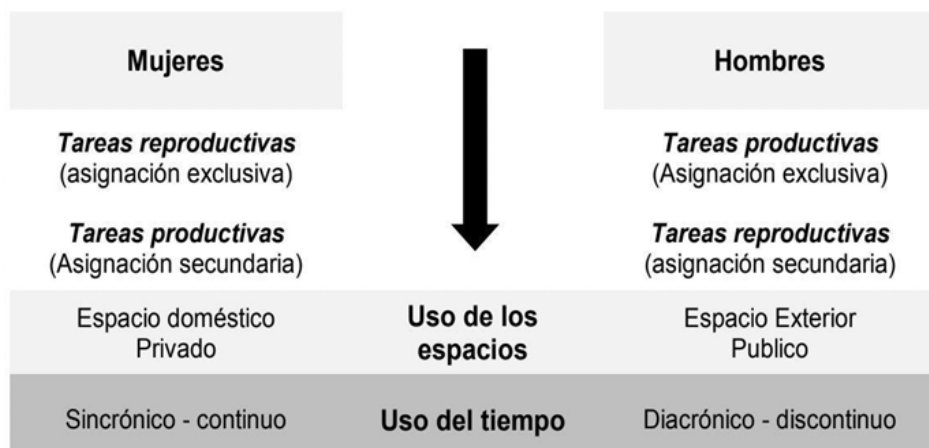 Mujeres
Hombres
Tareas reproductivas
(asignación exclusiva)
Tareas productivas
(Asignación exclusiva)
Tareas productivas
(Asignación secundaria)
Tareas reproductivas
(asignación secundaria)
Espacio doméstico
Privado
Uso de los
espacios
Espacio Exterior
Publico
Sincrónico - continuo
Uso del tiempo
Diacrónico - discontinuo